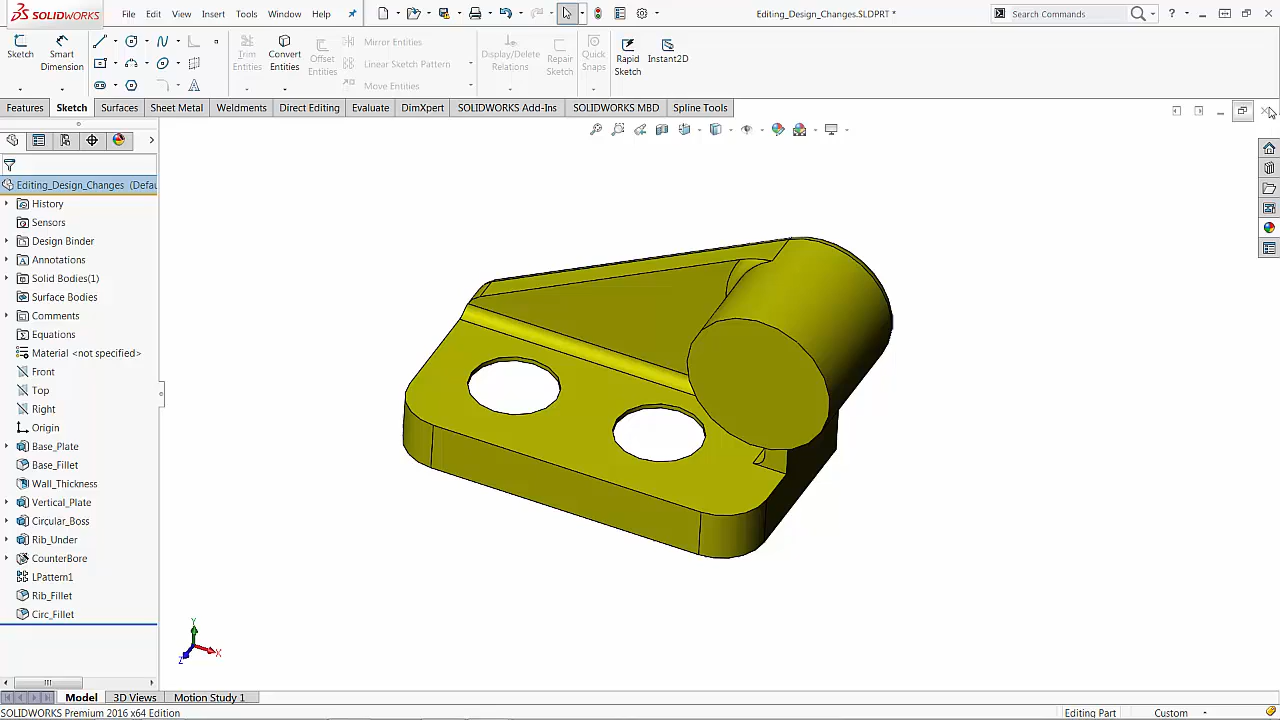 SOLIDWORKS
File Edit View Insert Tools Window Help
Editing_Design_Changes.SLDPRT *
Search Commands
Sketch
Smart Dimension
Trim Entities
Convert Entities
Offset Entities
Mirror Entities
Linear Sketch Pattern
Move Entities
Display/Delete Relations
Repair Sketch
Quick Snaps
Rapid Sketch
Instant2D
Features Sketch Surfaces Sheet Metal Weldments Direct Editing Evaluate DimXpert SOLIDWORKS Add-Ins SOLIDWORKS MBD Spline Tools
Editing_Design_Changes (Defau
History
Sensors
Design Binder
Annotations
Solid Bodies(1)
Surface Bodies
Comments
Equations
Material <not specified>
Front
Top
Right
Origin
Base_Plate
Base_Fillet
Wall_Thickness
Vertical_Plate
Circular_Boss
Rib_Under
CounterBore
LPattern1
Rib_Fillet
Circ_Fillet
Y
X
Z
Model 3D Views Motion Study 1
SOLIDWORKS Premium 2016 x64 Edition
Editing Part
Custom